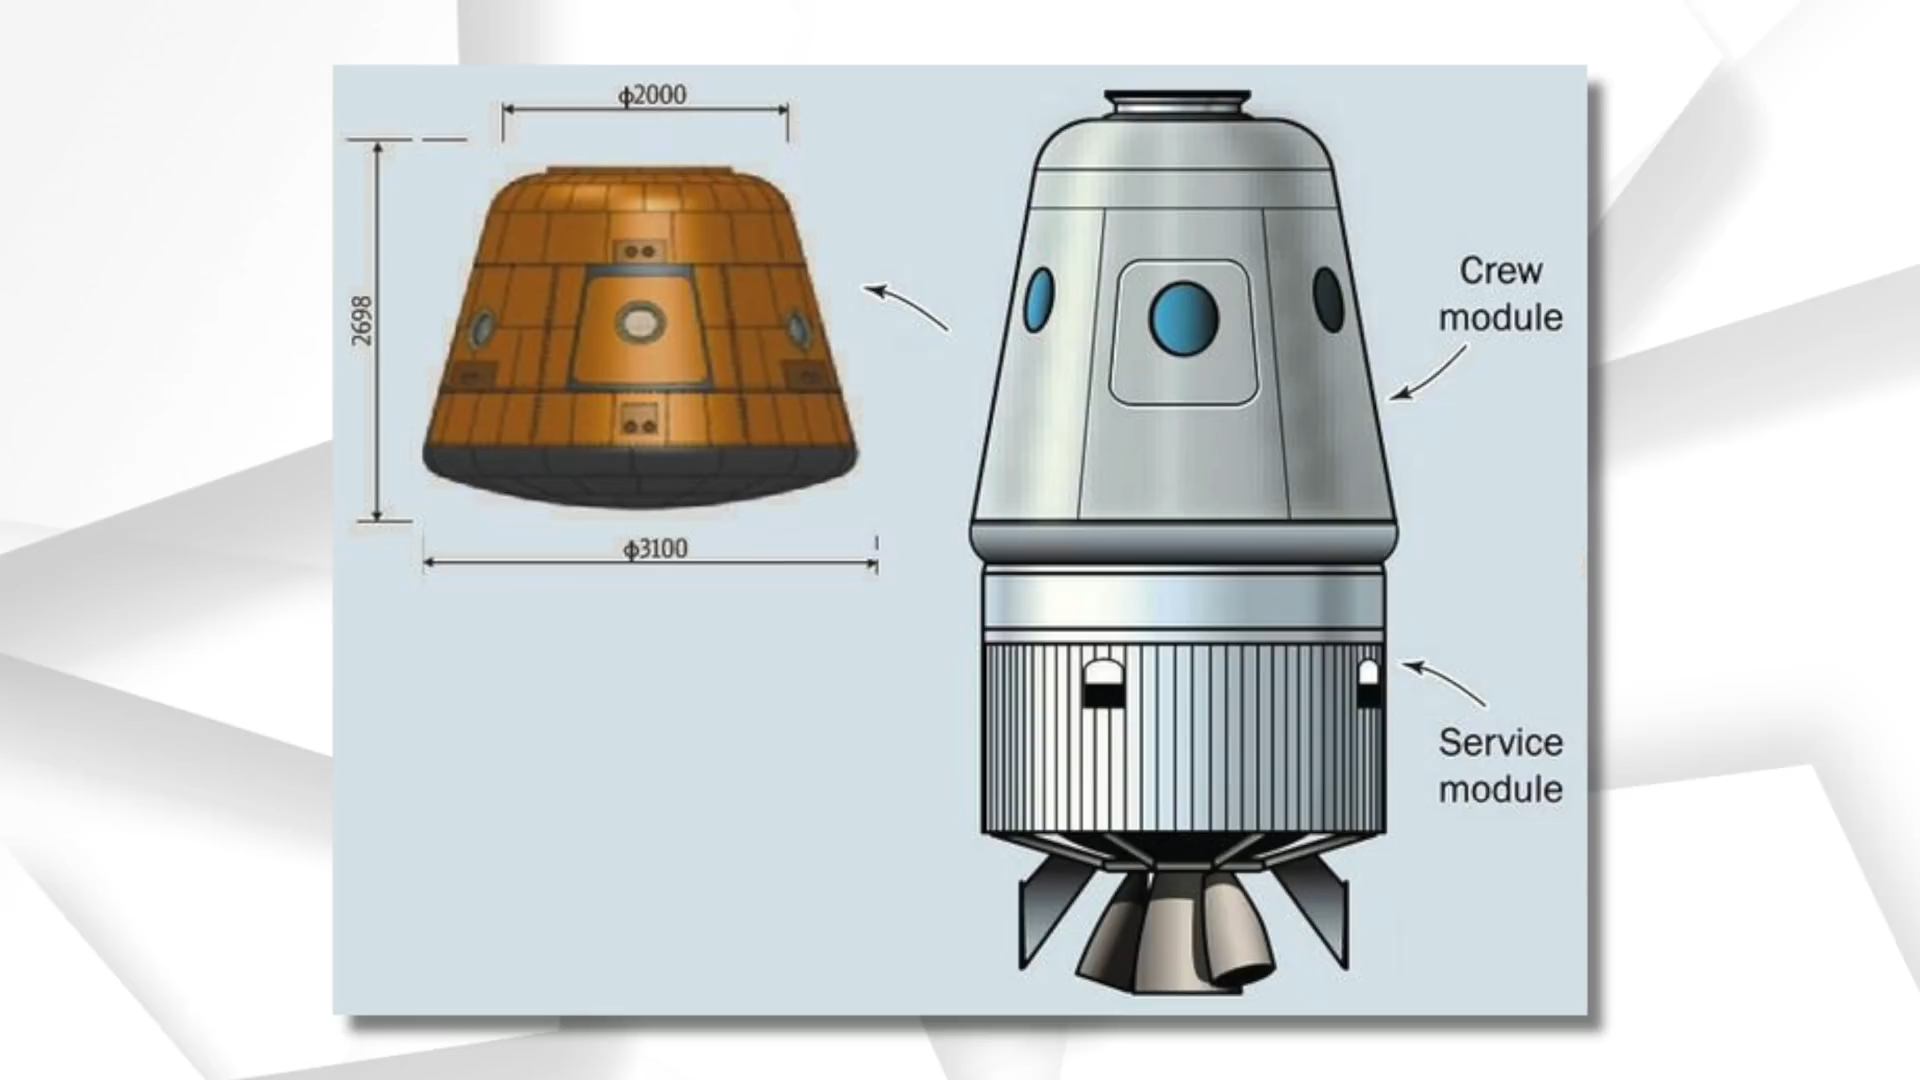 ϕ2000
2698
ϕ3100
Crew
module
Service
module